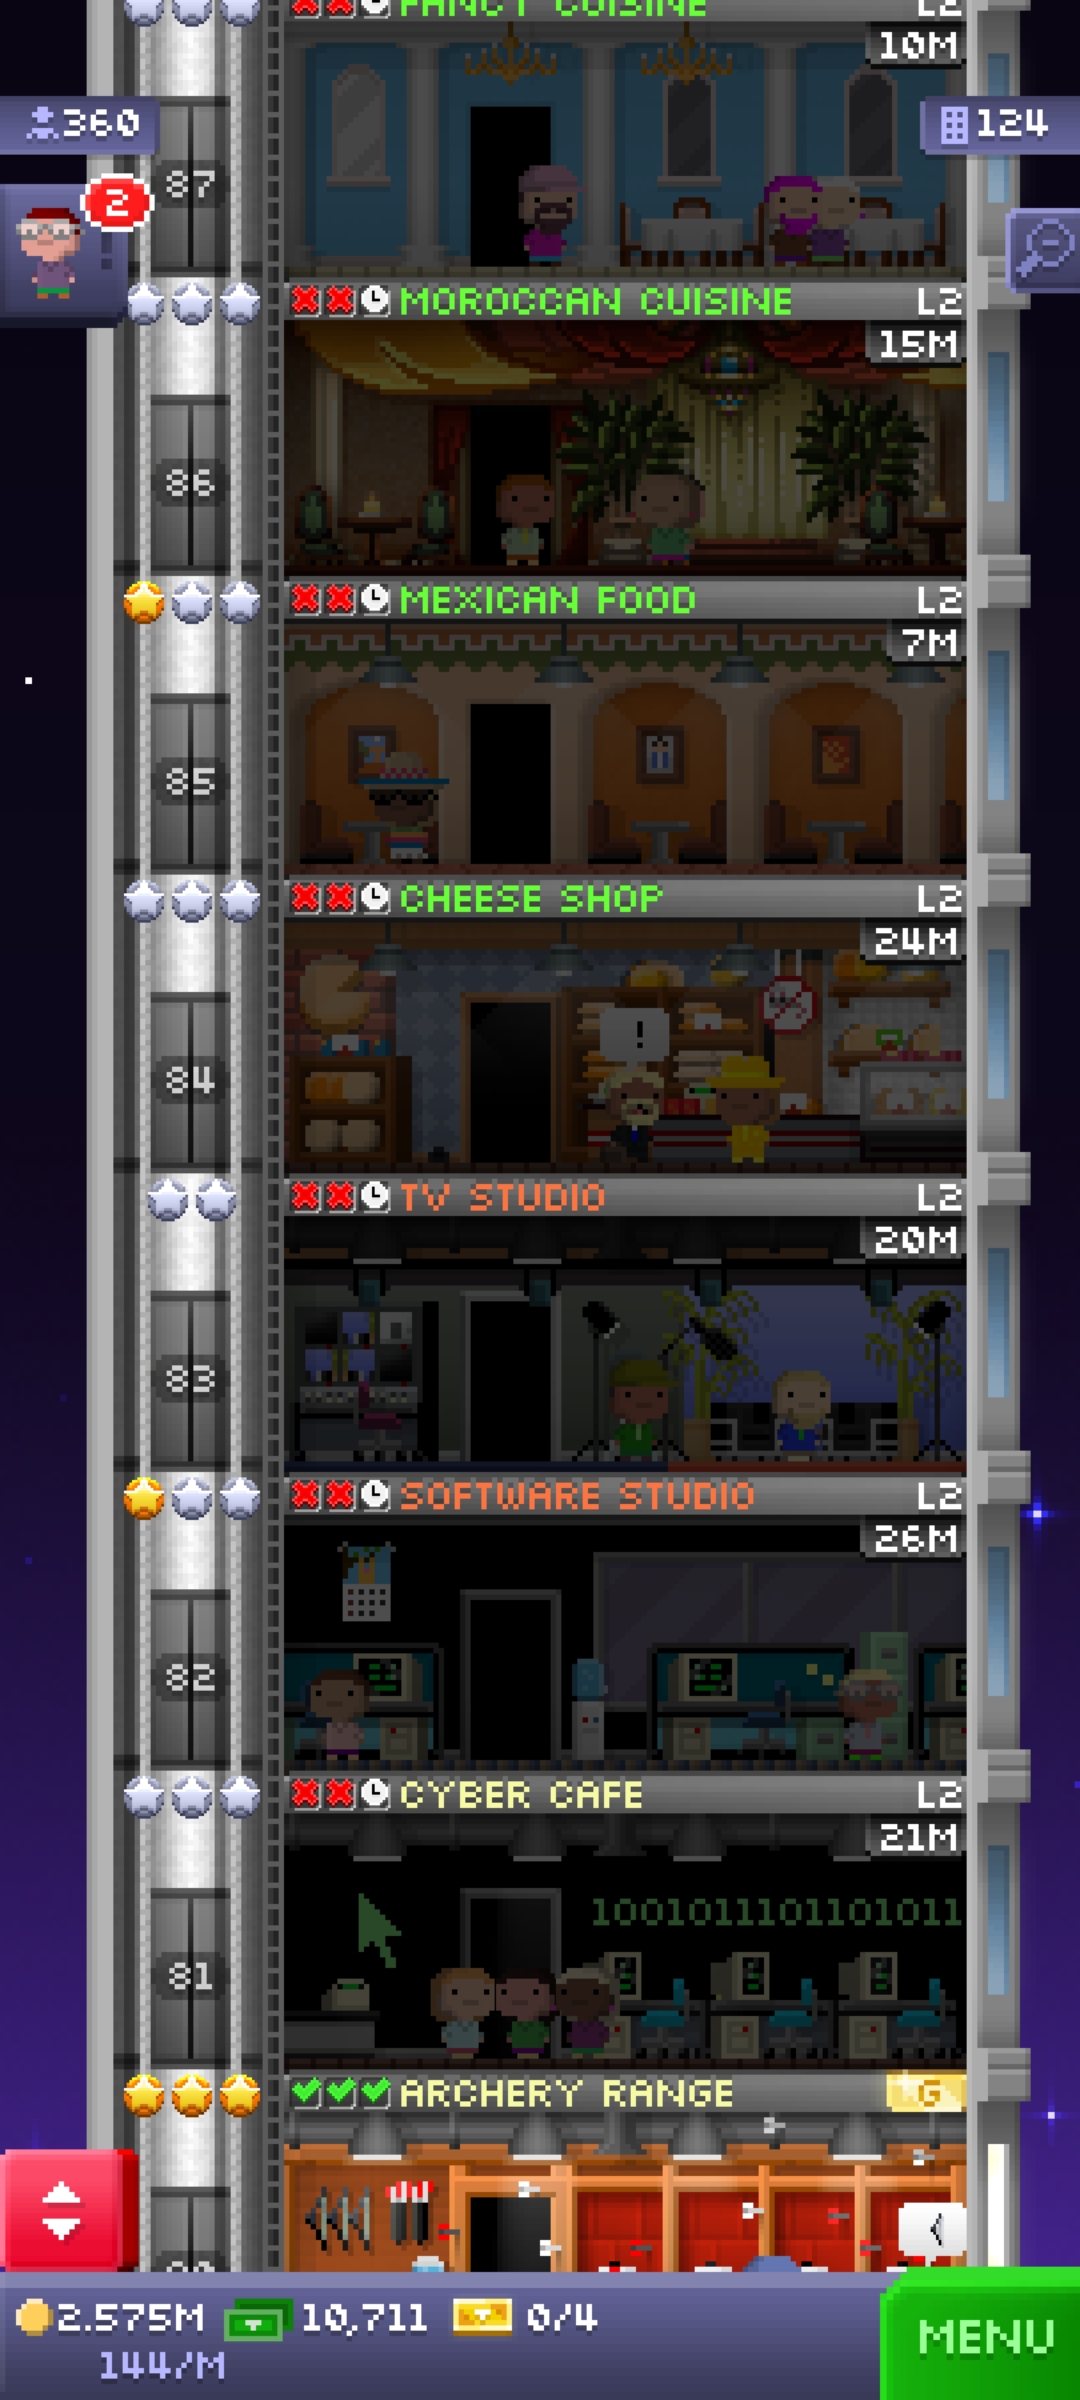 FANCY CUISINE L2
10M
360
124
2
87
MOROCCAN CUISINE L2
15M
86
MEXICAN FOOD L2
7M
85
CHEESE SHOP L2
24M
!
84
TV STUDIO L2
20M
83
SOFTWARE STUDIO L2
26M
82
CYBER CAFE L2
21M
1001011101101011
81
ARCHERY RANGE G
2.575M 10,711 0/4
144/M
MENU